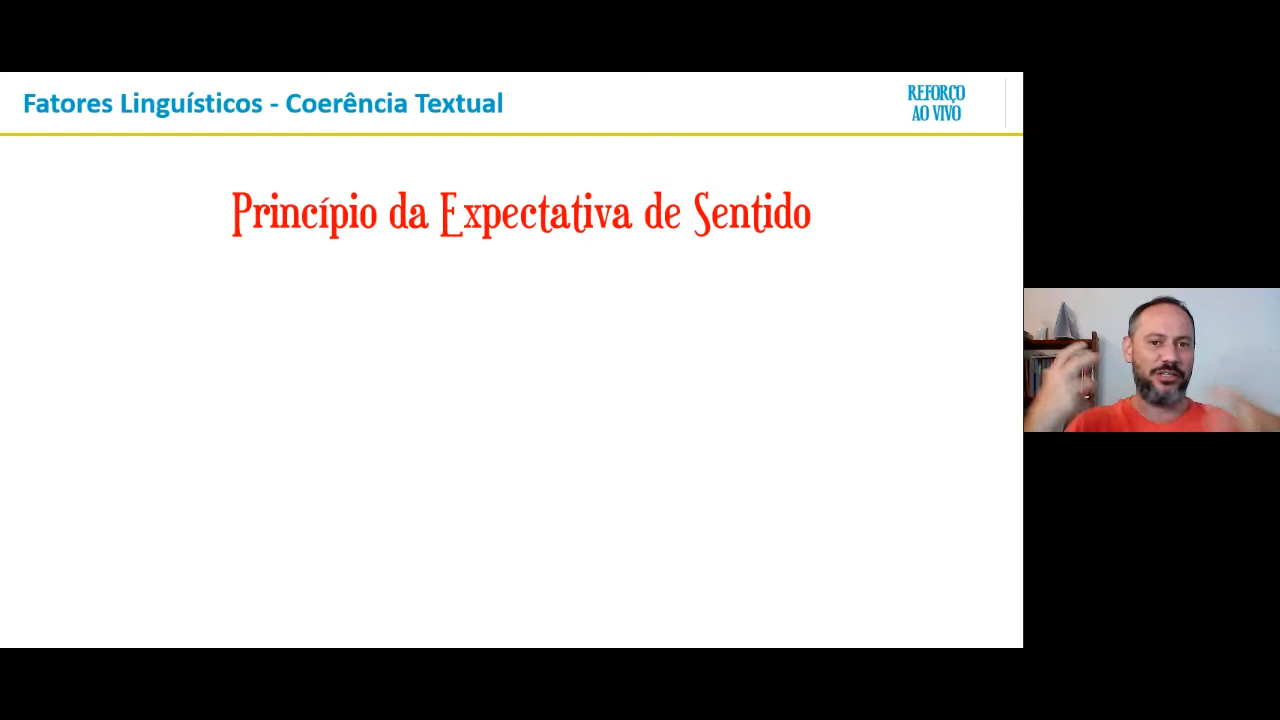 Fatores Linguísticos - Coerência Textual
REFORÇO
AO VIVO
Princípio da Expectativa de Sentido